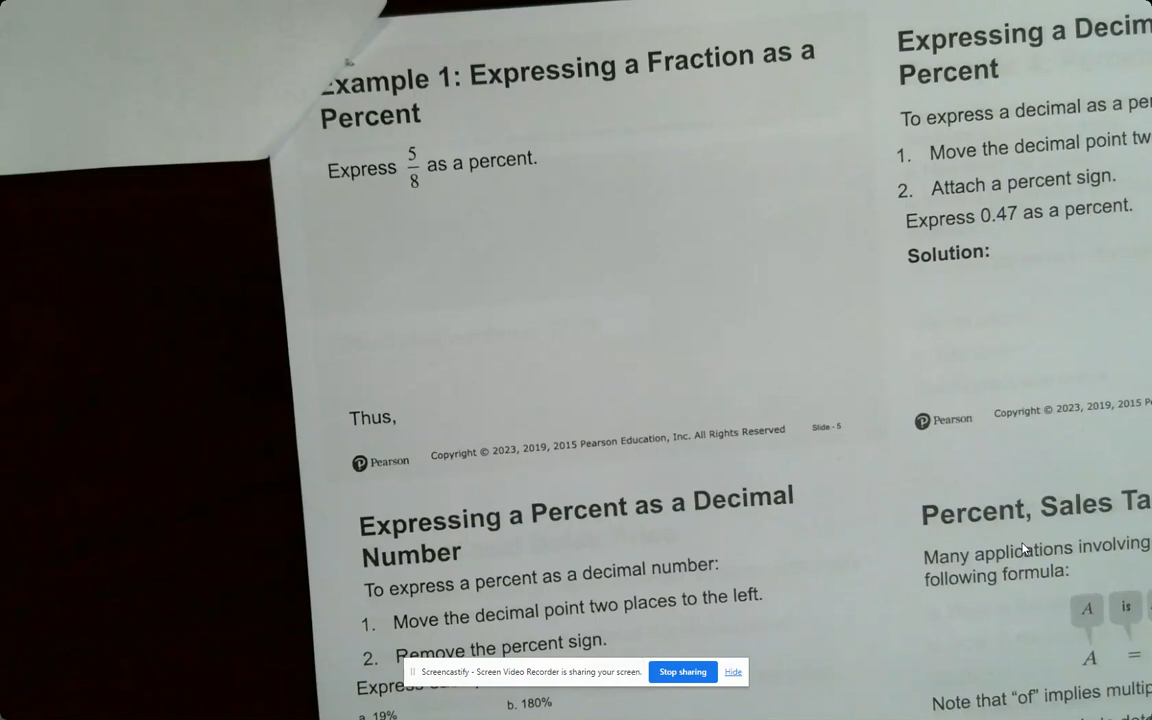 Example 1: Expressing a Fraction as a
Percent
Express 5/8 as a percent.
Thus,
Pearson
Copyright © 2023, 2019, 2015 Pearson Education, Inc. All Rights Reserved
Slide - 5
Expressing a Decim
Percent
To express a decimal as a pe
1. Move the decimal point tw
2. Attach a percent sign.
Express 0.47 as a percent.
Solution:
Pearson
Copyright © 2023, 2019, 2015 P
Expressing a Percent as a Decimal
Number
To express a percent as a decimal number:
1. Move the decimal point two places to the left.
2. Remove the percent sign.
Expre
a. 19%
b. 180%
Percent, Sales Ta
Many applications involving
following formula:
A is
A =
Note that “of” implies multip
Screencastify - Screen Video Recorder is sharing your screen.
Stop sharing
Hide